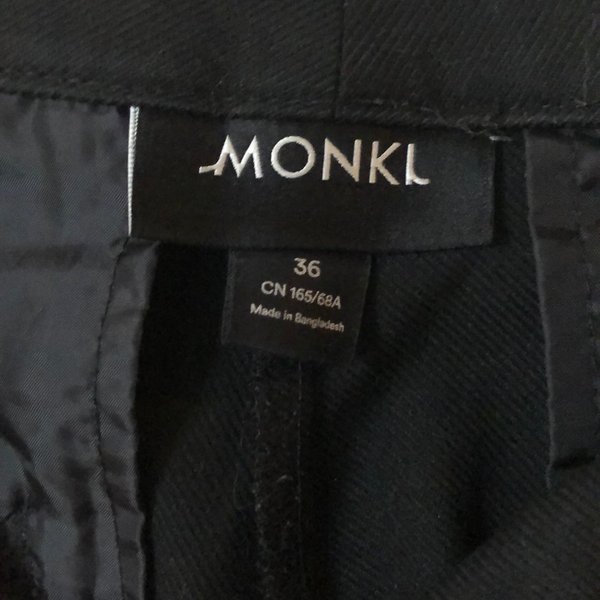 MONKI
36
CN 165/68A
Made in Bangladesh